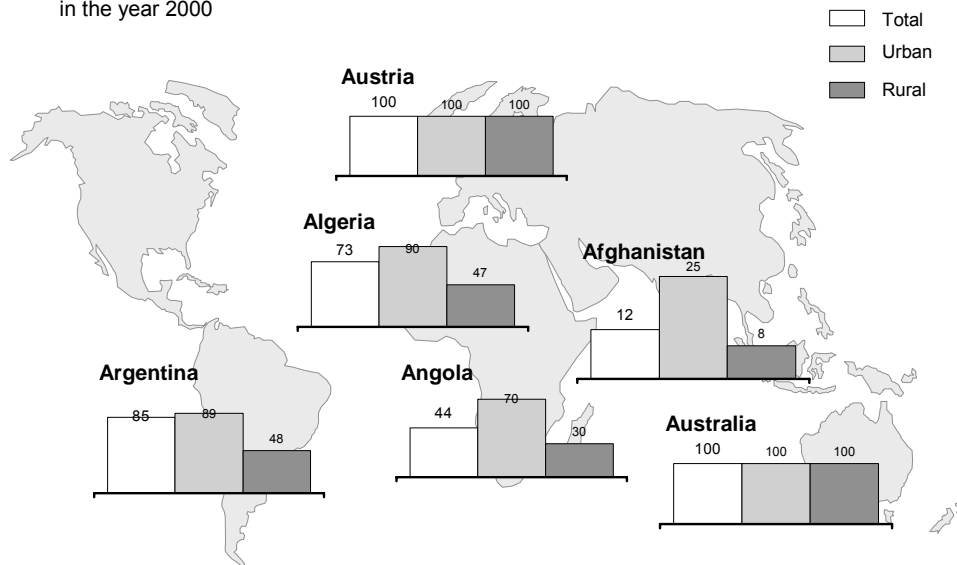 in the year 2000
Total
Urban
Rural
Austria
100 100 100
Algeria
73 90 47
Afghanistan
12 25 8
Argentina
85 89 48
Angola
44 70 30
Australia
100 100 100